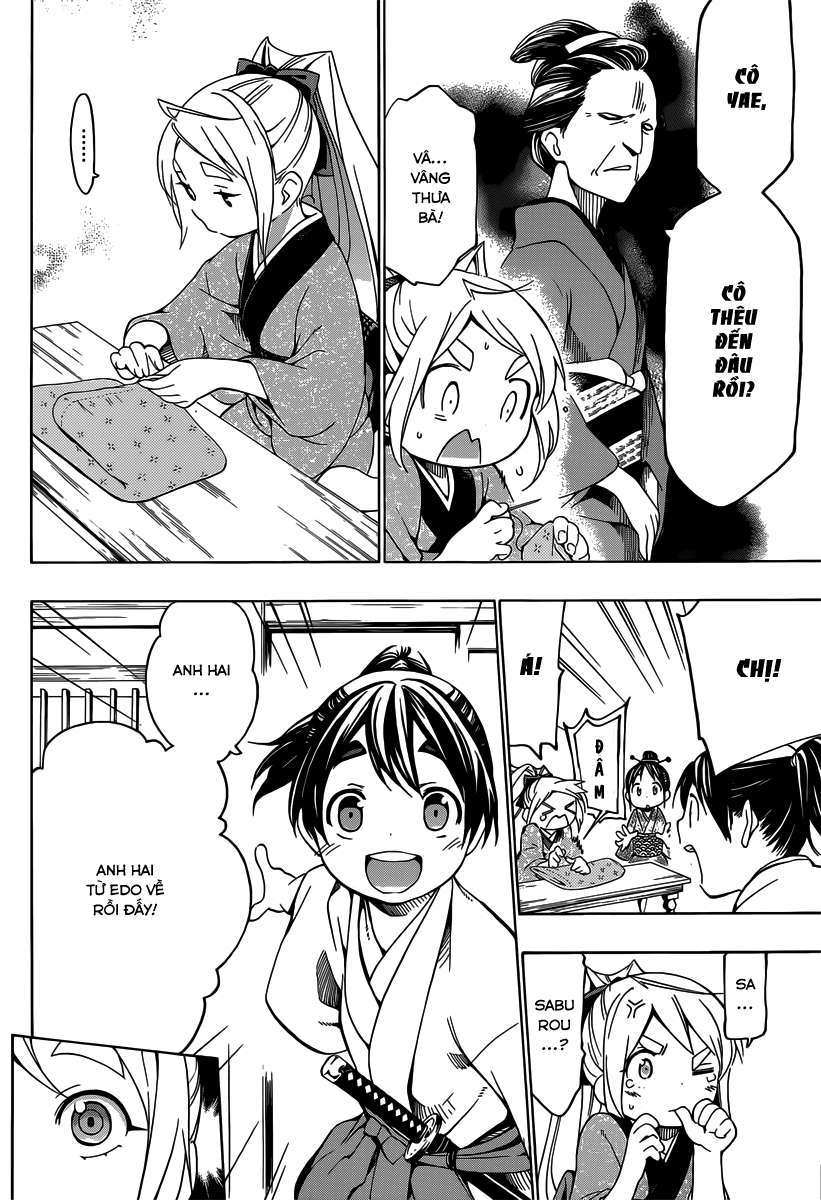 CÔ
YAE,
CÔ
THÊU
ĐẾN
ĐÂU
RỒI?
VÂ...
VÂNG
THƯA
BÀ!
......
CHỊ!
Á!
ĐÂM
SA
...
SABU
ROU
...?
ANH HAI
...
ANH HAI
TỪ EDO VỀ
RỒI ĐẤY!